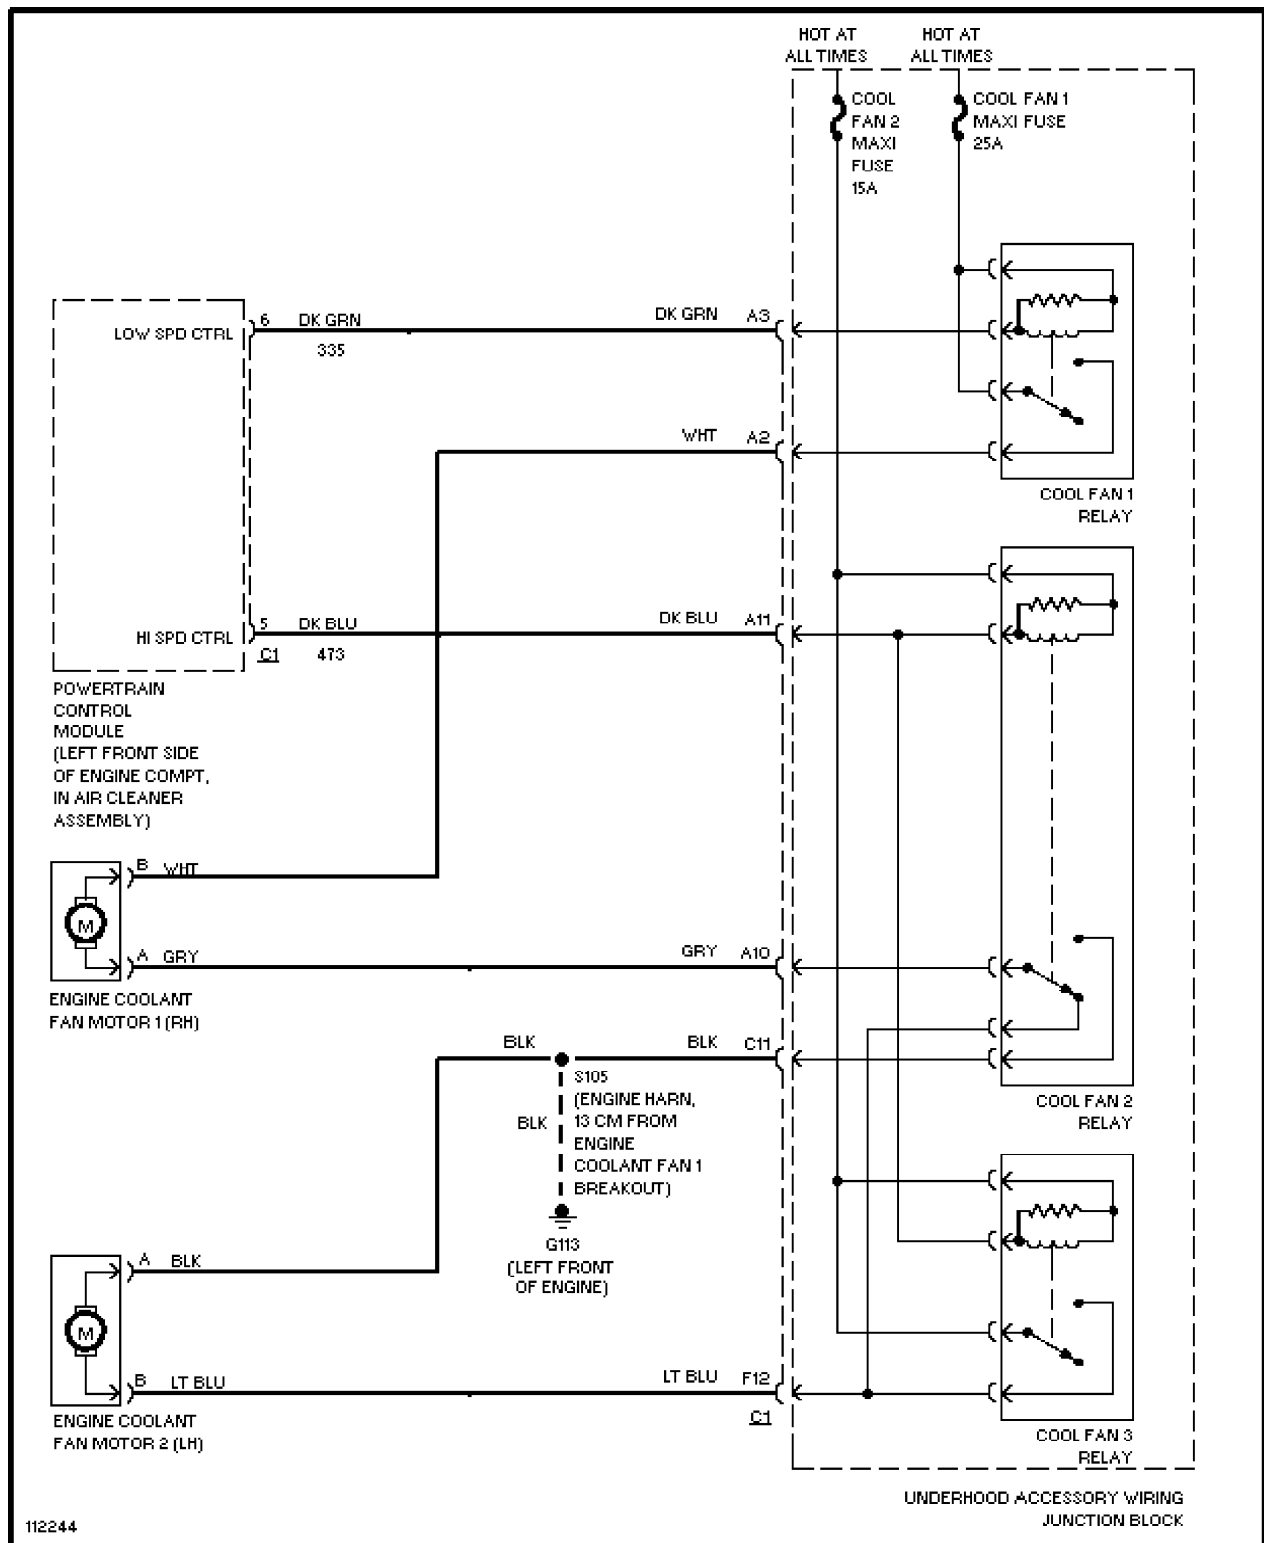 HOT AT
ALL TIMES
HOT AT
ALL TIMES
COOL
FAN 2
MAXI
FUSE
15A
COOL FAN 1
MAXI FUSE
25A
LOW SPD CTRL
6
DK GRN
335
DK GRN
A3
WHT
A2
COOL FAN 1
RELAY
HI SPD CTRL
5
DK BLU
C1
473
DK BLU
A11
POWERTRAIN
CONTROL
MODULE
(LEFT FRONT SIDE
OF ENGINE COMPT,
IN AIR CLEANER
ASSEMBLY)
B
WHT
M
A
GRY
GRY
A10
ENGINE COOLANT
FAN MOTOR 1 (RH)
BLK
BLK
C11
S105
(ENGINE HARN,
13 CM FROM
ENGINE
COOLANT FAN 1
BREAKOUT)
BLK
COOL FAN 2
RELAY
G113
(LEFT FRONT
OF ENGINE)
A
BLK
M
B
LT BLU
LT BLU
F12
C1
ENGINE COOLANT
FAN MOTOR 2 (LH)
COOL FAN 3
RELAY
UNDERHOOD ACCESSORY WIRING
JUNCTION BLOCK
112244